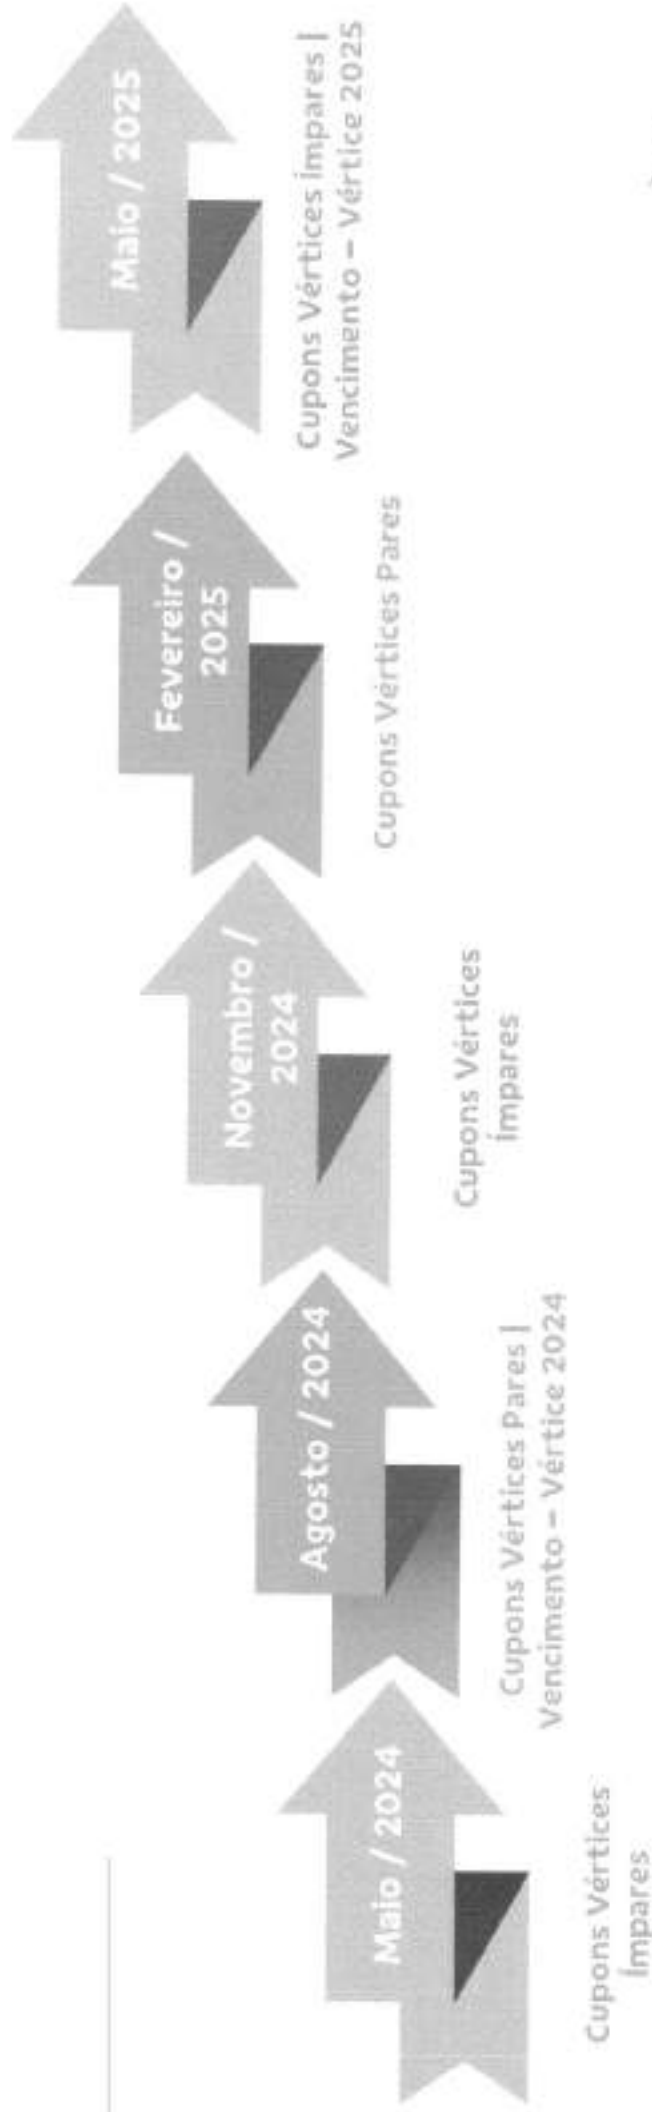 Maio / 2024
Cupons Vértices
Ímpares
Agosto / 2024
Cupons Vértices Pares |
Vencimento – Vértice 2024
Novembro /
2024
Cupons Vértices
Ímpares
Fevereiro /
2025
Cupons Vértices Pares
Maio / 2025
Cupons Vértices ímpares |
Vencimento – Vértice 2025